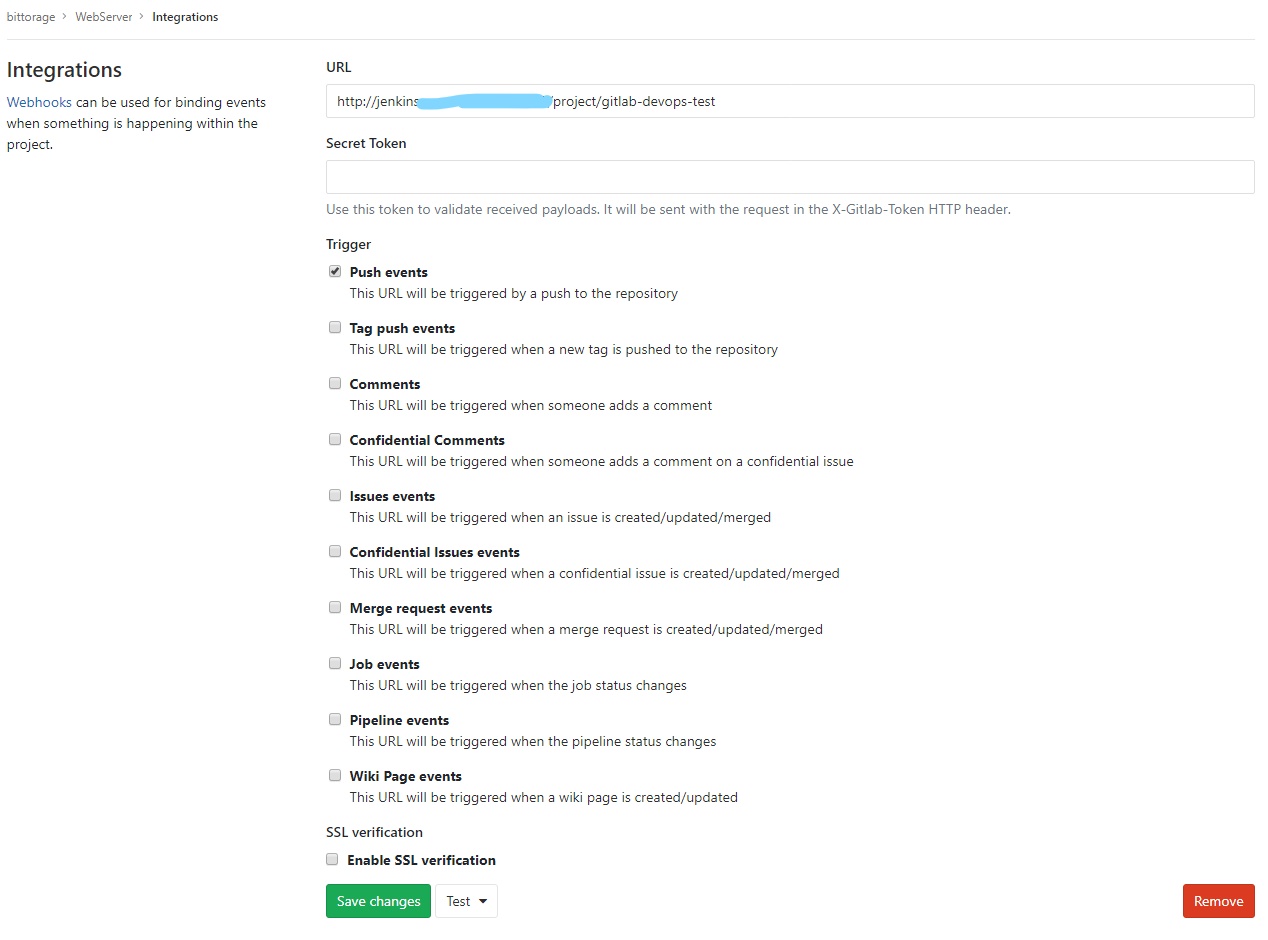 bittorage > WebServer > Integrations
Integrations
Webhooks can be used for binding events
when something is happening within the
project.
URL
http://jenkins /project/gitlab-devops-test
Secret Token
Use this token to validate received payloads. It will be sent with the request in the X-Gitlab-Token HTTP header.
Trigger
Push events
This URL will be triggered by a push to the repository
Tag push events
This URL will be triggered when a new tag is pushed to the repository
Comments
This URL will be triggered when someone adds a comment
Confidential Comments
This URL will be triggered when someone adds a comment on a confidential issue
Issues events
This URL will be triggered when an issue is created/updated/merged
Confidential Issues events
This URL will be triggered when a confidential issue is created/updated/merged
Merge request events
This URL will be triggered when a merge request is created/updated/merged
Job events
This URL will be triggered when the job status changes
Pipeline events
This URL will be triggered when the pipeline status changes
Wiki Page events
This URL will be triggered when a wiki page is created/updated
SSL verification
Enable SSL verification
Save changes Test Remove